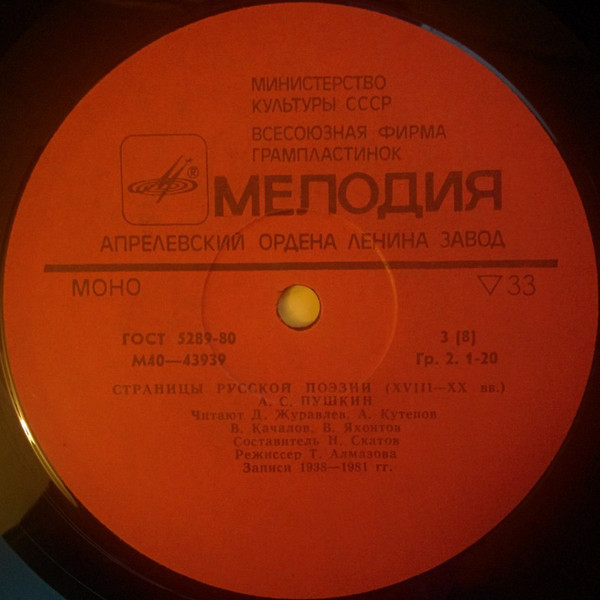 МИНИСТЕРСТВО
КУЛЬТУРЫ СССР
ВСЕСОЮЗНАЯ ФИРМА
ГРАМПЛАСТИНОК
® МЕЛОДИЯ
АПРЕЛЕВСКИЙ ОРДЕНА ЛЕНИНА ЗАВОД
МОНО ▽33
ГОСТ 5289-80 3 [8]
М40—43939 Гр. 2. 1-20
СТРАНИЦЫ РУССКОЙ ПОЭЗИИ (XVIII—XX вв.)
А. С. ПУШКИН
Читают Д. Журавлев, А. Кутепов
В. Качалов, В. Яхонтов
Составитель Н. Скатов
Режиссер Т. Алмазова
Записи 1938—1981 гг.